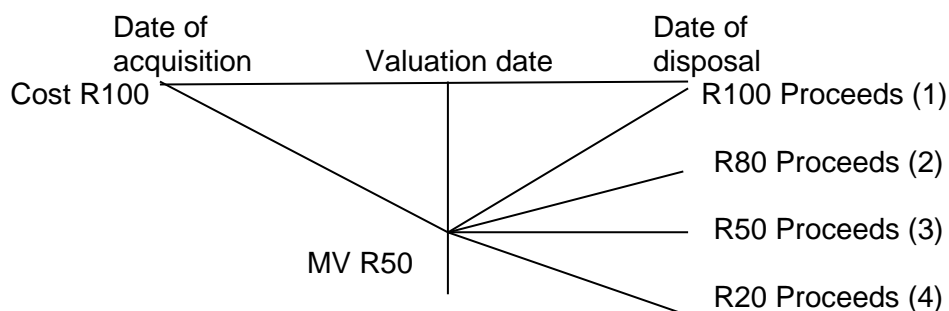 Date of
acquisition
Valuation date
Date of
disposal
Cost R100
R100 Proceeds (1)
R80 Proceeds (2)
R50 Proceeds (3)
MV R50
R20 Proceeds (4)